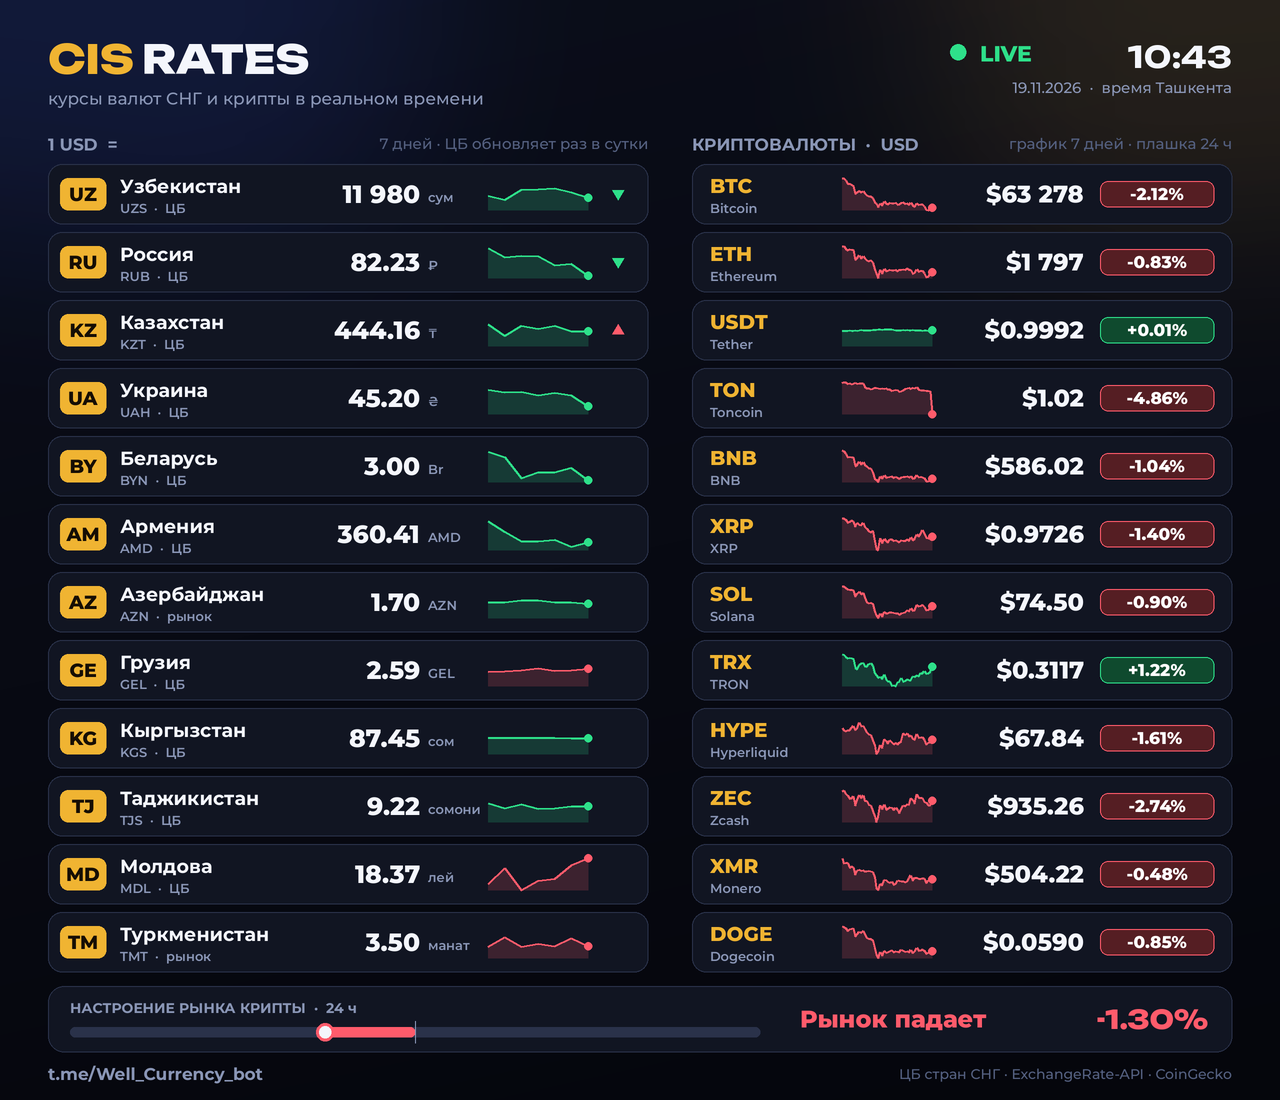 CIS RATES
курсы валют СНГ и крипты в реальном времени
LIVE
10:43
19.11.2026 · время Ташкента
1 USD =
7 дней · ЦБ обновляет раз в сутки
UZ Узбекистан 11 980 сум
UZS · ЦБ
RU Россия 82.23 ₽
RUB · ЦБ
KZ Казахстан 444.16 ₸
KZT · ЦБ
UA Украина 45.20 ₴
UAH · ЦБ
BY Беларусь 3.00 Br
BYN · ЦБ
AM Армения 360.41 AMD
AMD · ЦБ
AZ Азербайджан 1.70 AZN
AZN · рынок
GE Грузия 2.59 GEL
GEL · ЦБ
KG Кыргызстан 87.45 сом
KGS · ЦБ
TJ Таджикистан 9.22 сомони
TJS · ЦБ
MD Молдова 18.37 лей
MDL · ЦБ
TM Туркменистан 3.50 манат
TMT · рынок
КРИПТОВАЛЮТЫ · USD
график 7 дней · плашка 24 ч
BTC $63 278 -2.12%
Bitcoin
ETH $1 797 -0.83%
Ethereum
USDT $0.9992 +0.01%
Tether
TON $1.02 -4.86%
Toncoin
BNB $586.02 -1.04%
BNB
XRP $0.9726 -1.40%
XRP
SOL $74.50 -0.90%
Solana
TRX $0.3117 +1.22%
TRON
HYPE $67.84 -1.61%
Hyperliquid
ZEC $935.26 -2.74%
Zcash
XMR $504.22 -0.48%
Monero
DOGE $0.0590 -0.85%
Dogecoin
НАСТРОЕНИЕ РЫНКА КРИПТЫ · 24 ч
Рынок падает -1.30%
t.me/Well_Currency_bot
ЦБ стран СНГ · ExchangeRate-API · CoinGecko